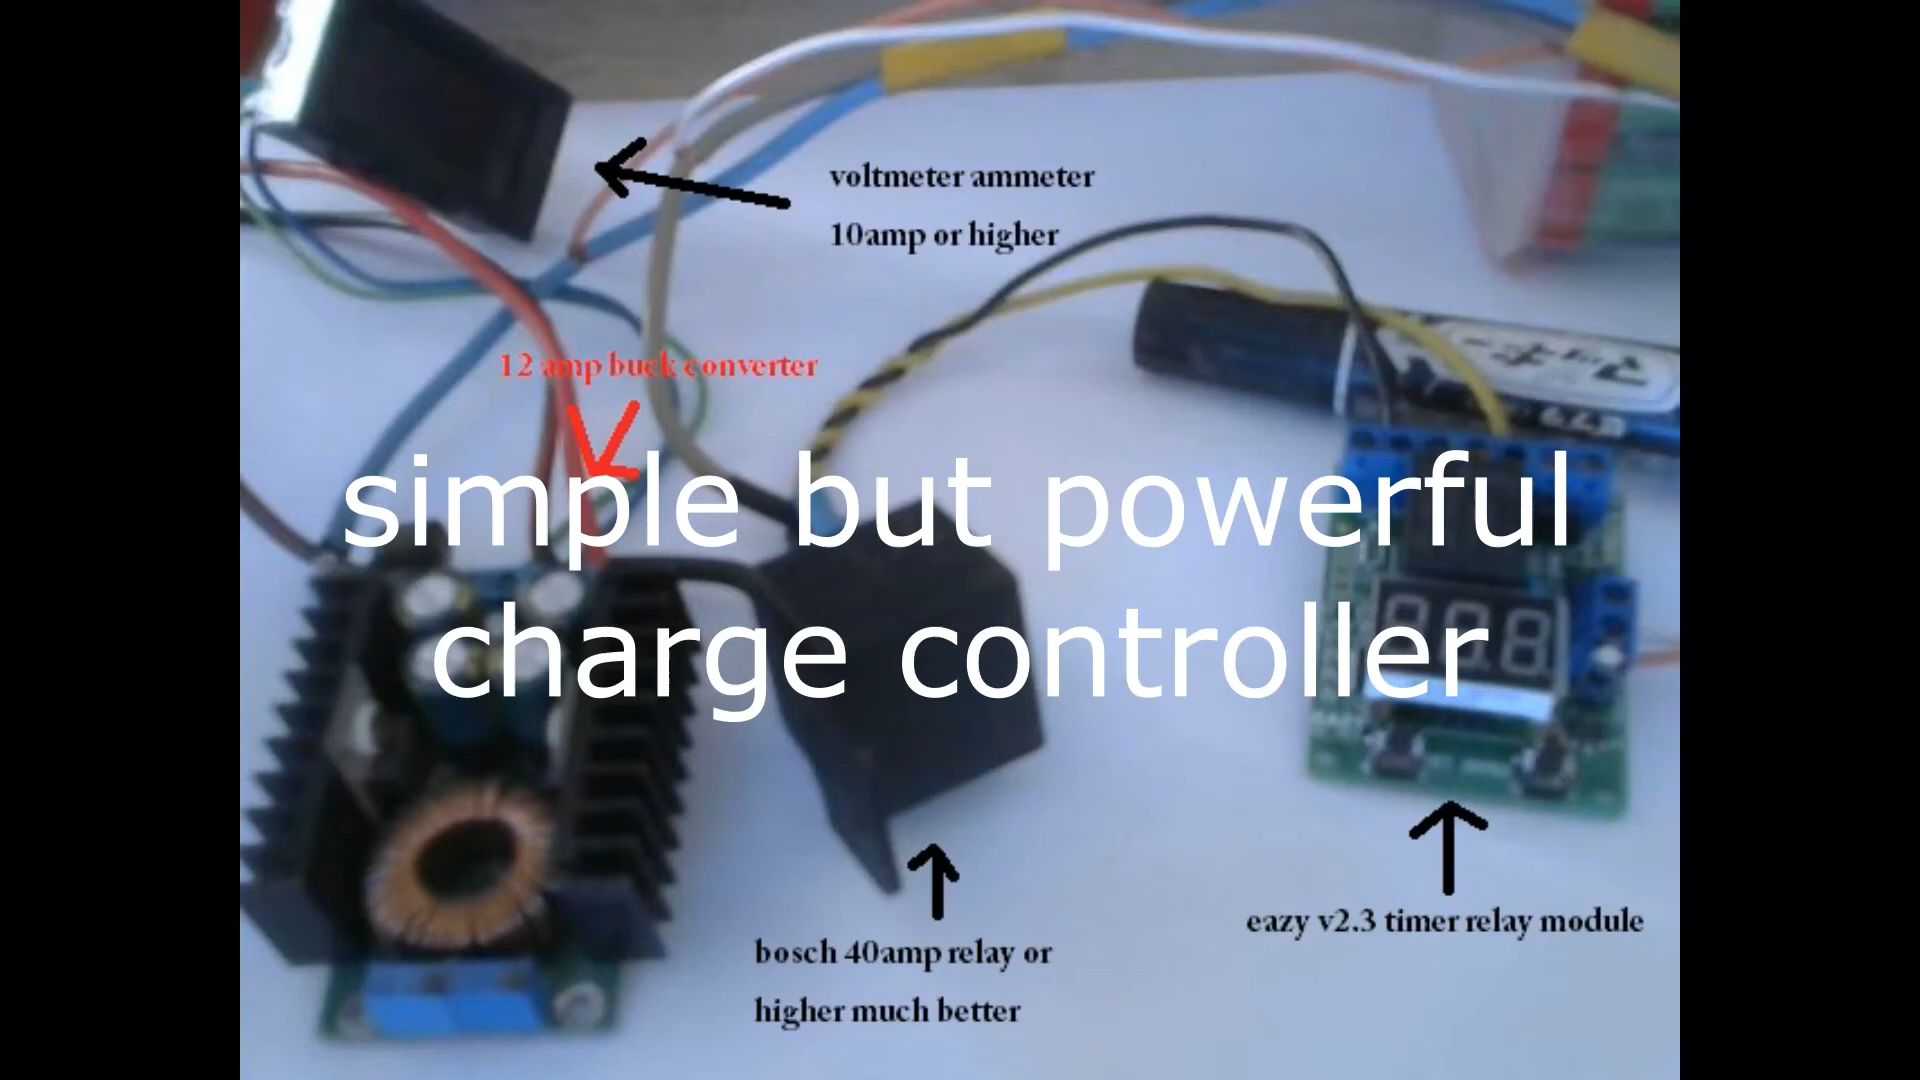 voltmeter ammeter
10amp or higher
12 amp buck converter
simple but powerful
charge controller
eazy v2.3 timer relay module
bosch 40amp relay or
higher much better